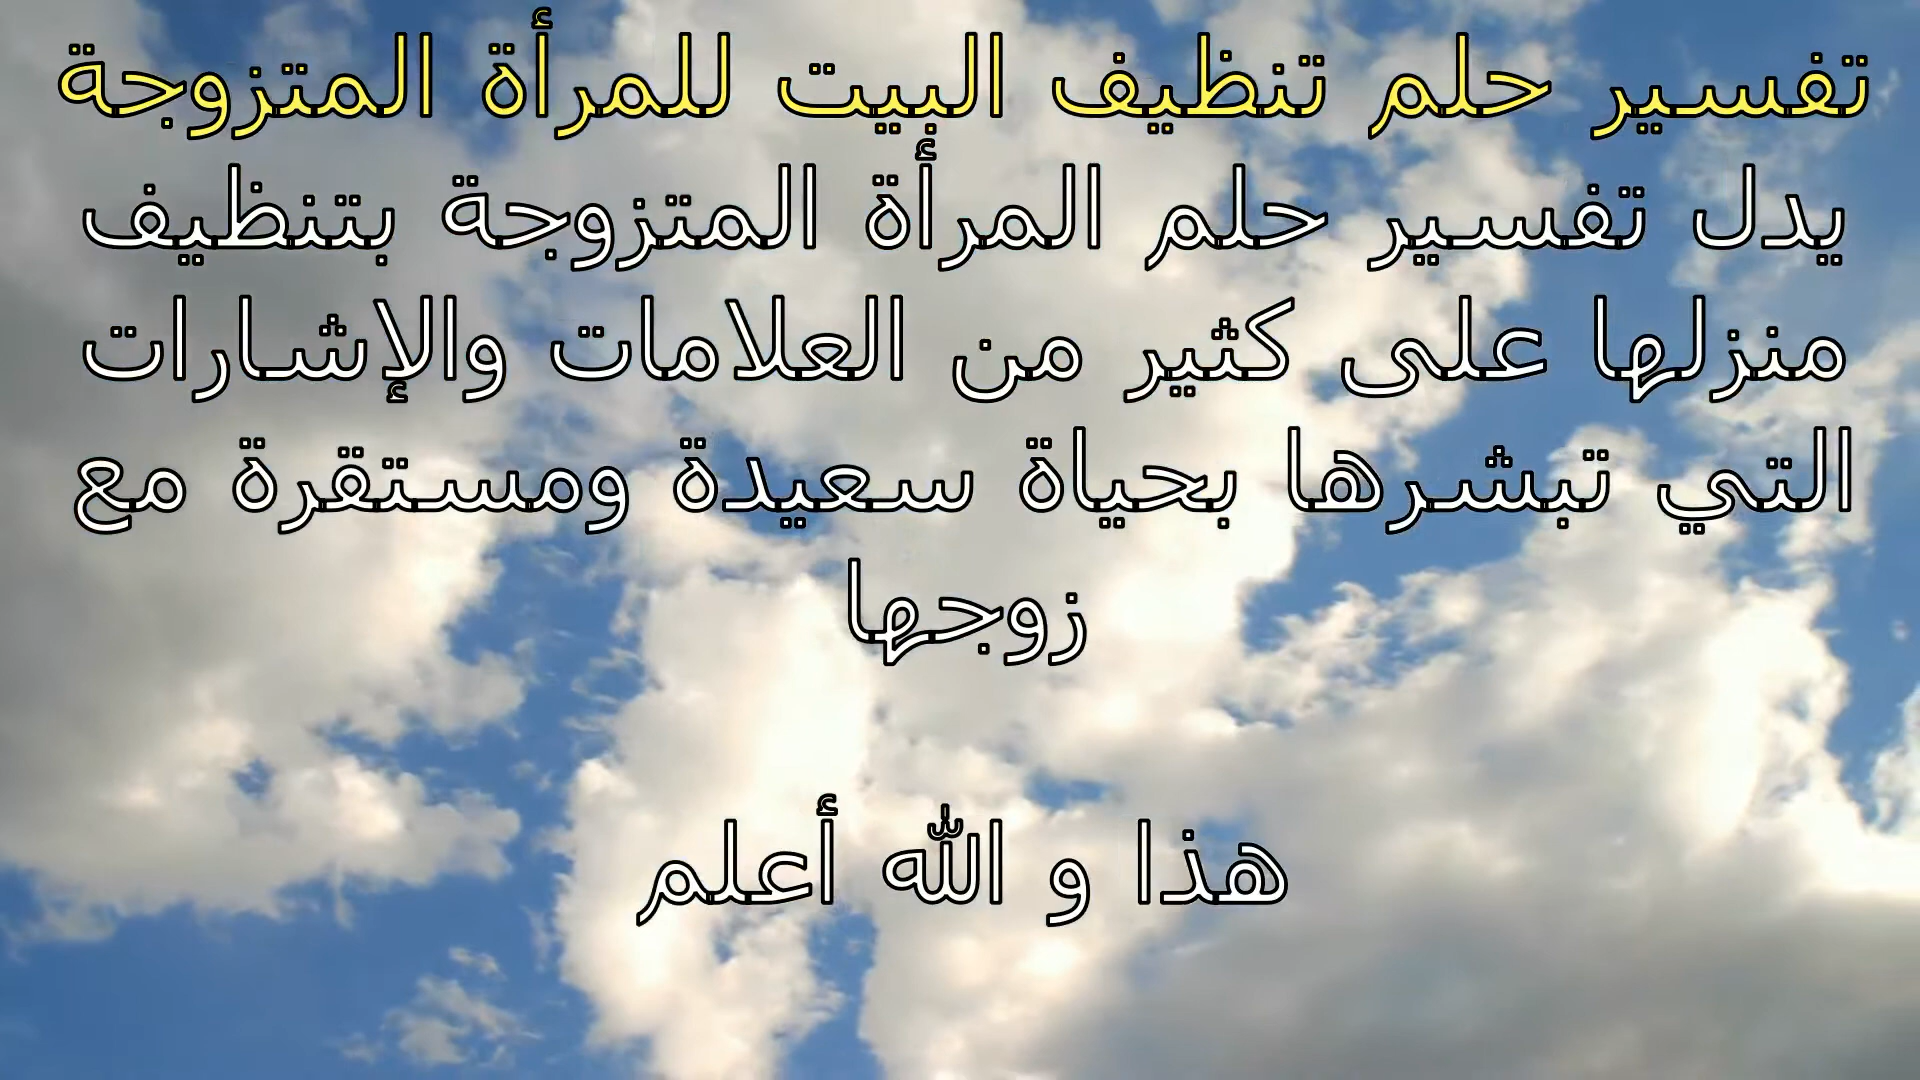 تفسير حلم تنظيف البيت للمرأة المتزوجة
يدل تفسير حلم المرأة المتزوجة بتنظيف
منزلها على كثير من العلامات والإشارات
التي تبشرها بحياة سعيدة ومستقرة مع
زوجها
هذا و الله أعلم